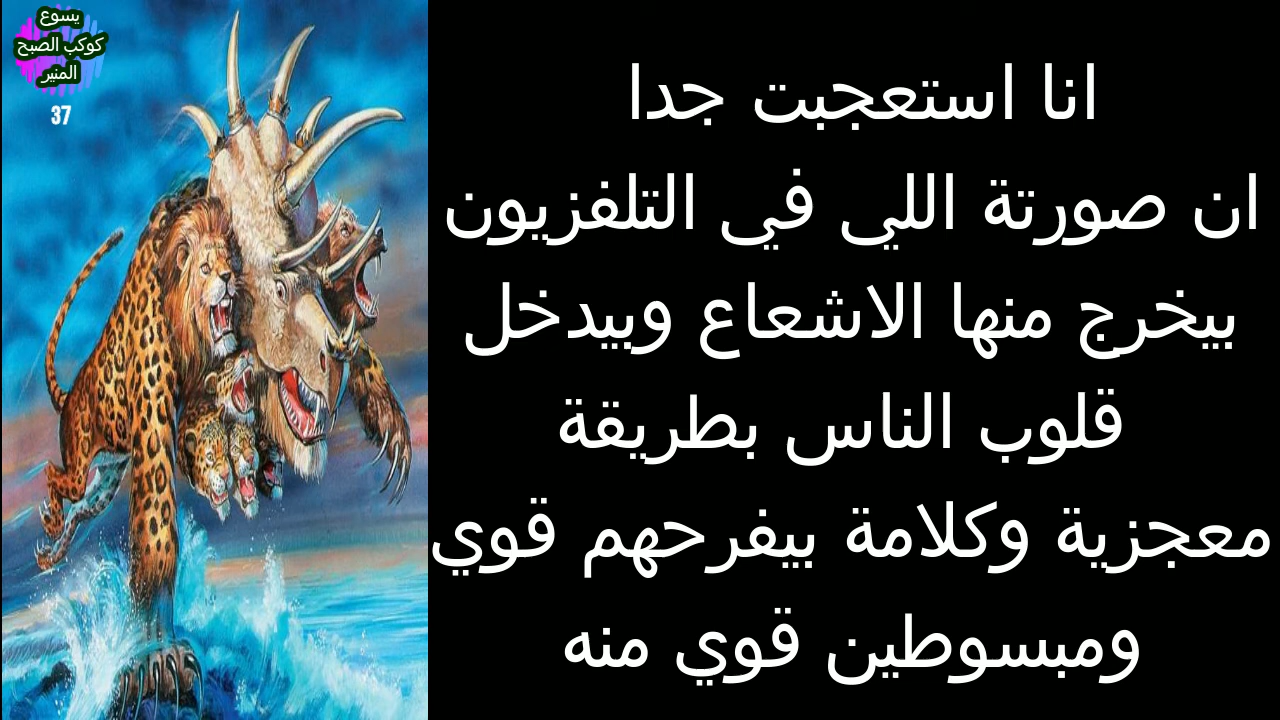 يسوع
كوكب الصبح
المنير
37
انا استعجبت جدا
ان صورتة اللي في التلفزيون
بيخرج منها الاشعاع وبيدخل
قلوب الناس بطريقة
معجزية وكلامة بيفرحهم قوي
ومبسوطين قوي منه